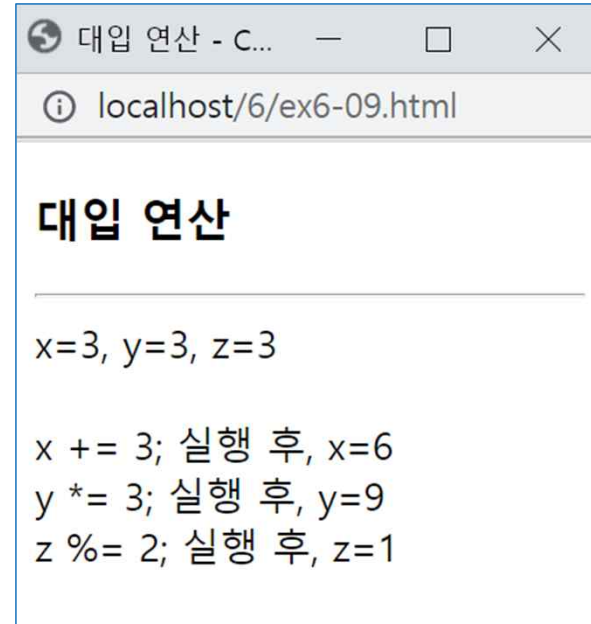 대입 연산 - C...
localhost/6/ex6-09.html
대입 연산
x=3, y=3, z=3
x += 3; 실행 후, x=6
y *= 3; 실행 후, y=9
z %= 2; 실행 후, z=1